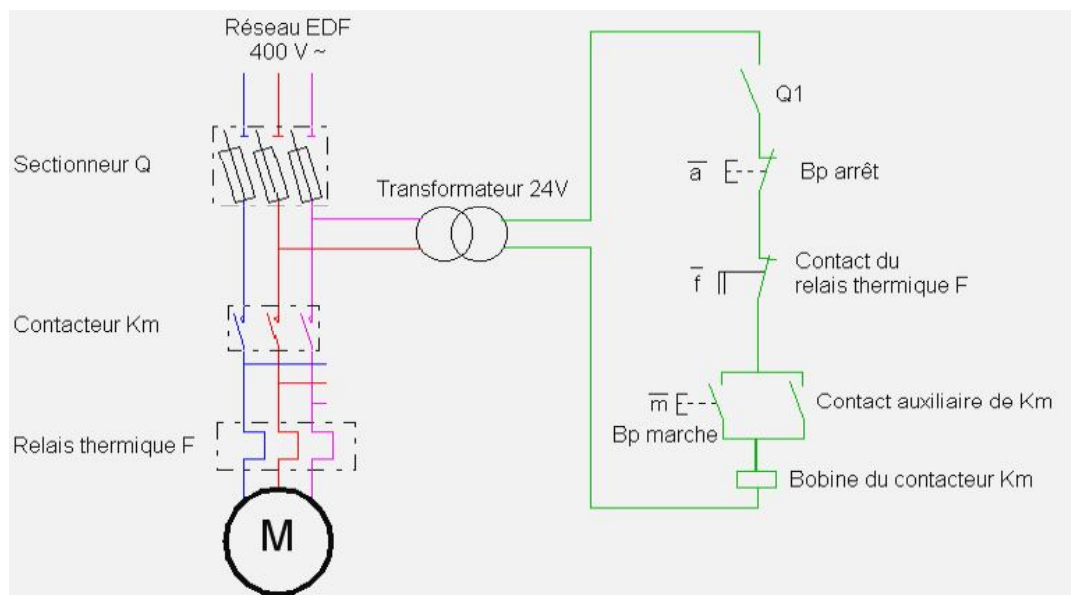 Réseau EDF
400 V ~
Sectionneur Q
Transformateur 24V
Q1
a
Bp arrêt
f
Contact du
relais thermique F
Contacteur Km
m
Bp marche
Contact auxiliaire de Km
Relais thermique F
Bobine du contacteur Km
M